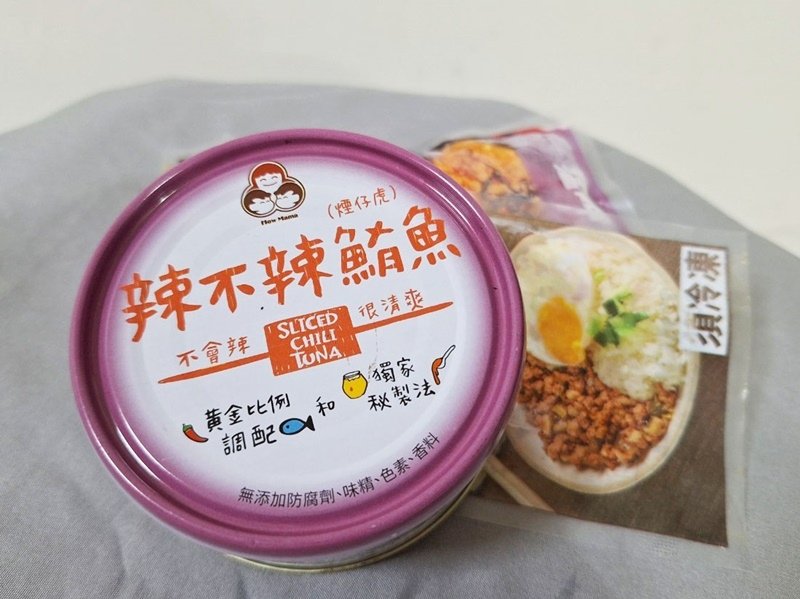 How Mama
(煙仔虎)
辣不辣鮪魚
不會辣
SLICED
CHILI
TUNA
很清爽
黃金比例
調配
和
獨家
秘製法
無添加防腐劑、味精、色素、香料
須冷凍